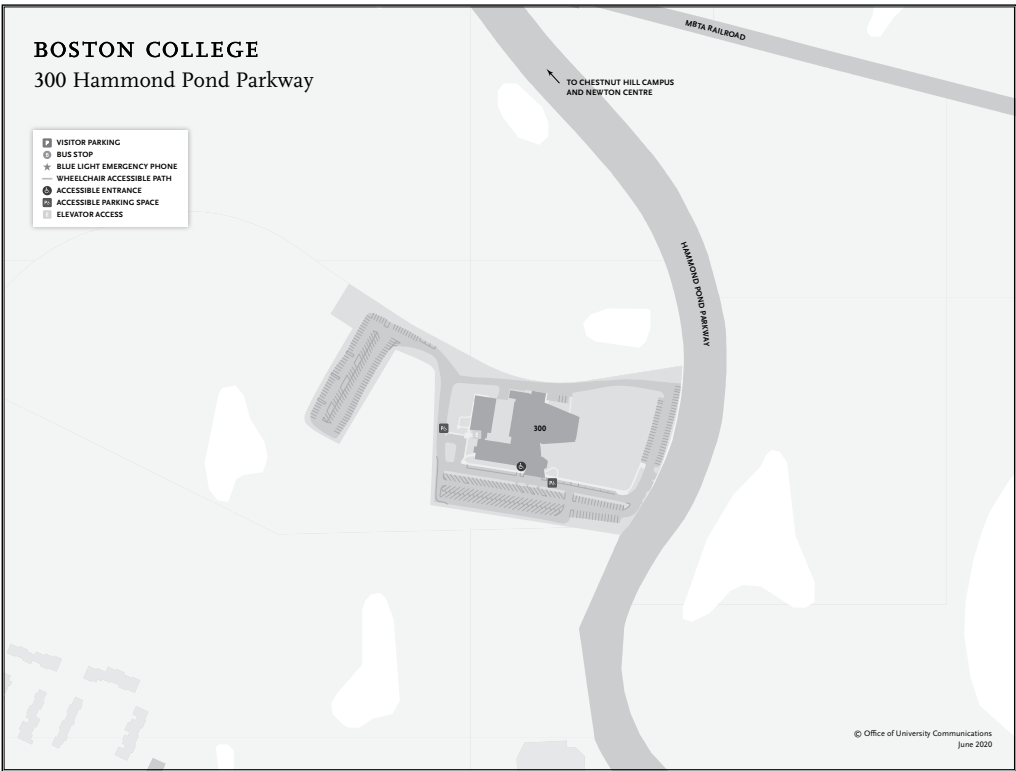 BOSTON COLLEGE
300 Hammond Pond Parkway
MBTA RAILROAD
TO CHESTNUT HILL CAMPUS
AND NEWTON CENTRE
P VISITOR PARKING
B BUS STOP
BLUE LIGHT EMERGENCY PHONE
WHEELCHAIR ACCESSIBLE PATH
ACCESSIBLE ENTRANCE
P ACCESSIBLE PARKING SPACE
E ELEVATOR ACCESS
HAMMOND POND PARKWAY
P
300
P
© Office of University Communications
June 2020